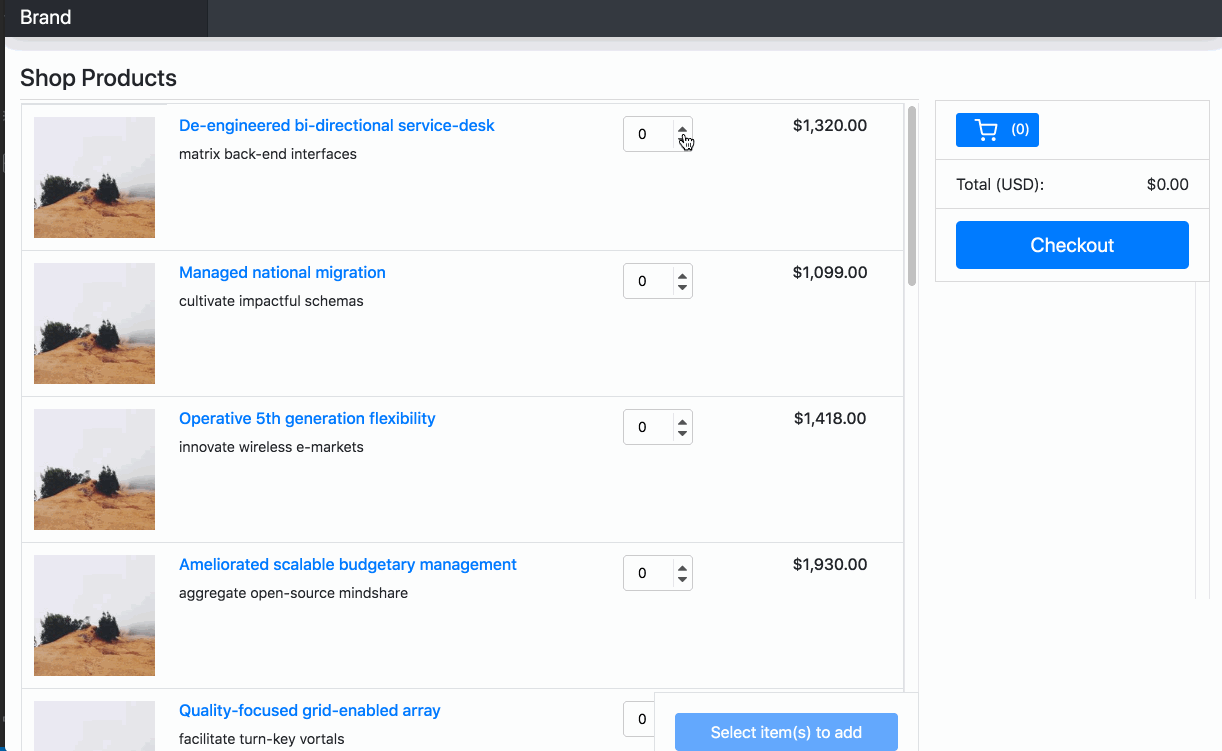 Brand
Shop Products
De-engineered bi-directional service-desk
0
$1,320.00
matrix back-end interfaces
Managed national migration
0
$1,099.00
cultivate impactful schemas
Operative 5th generation flexibility
0
$1,418.00
innovate wireless e-markets
Ameliorated scalable budgetary management
0
$1,930.00
aggregate open-source mindshare
Quality-focused grid-enabled array
0
facilitate turn-key vortals
Select item(s) to add
(0)
Total (USD): $0.00
Checkout